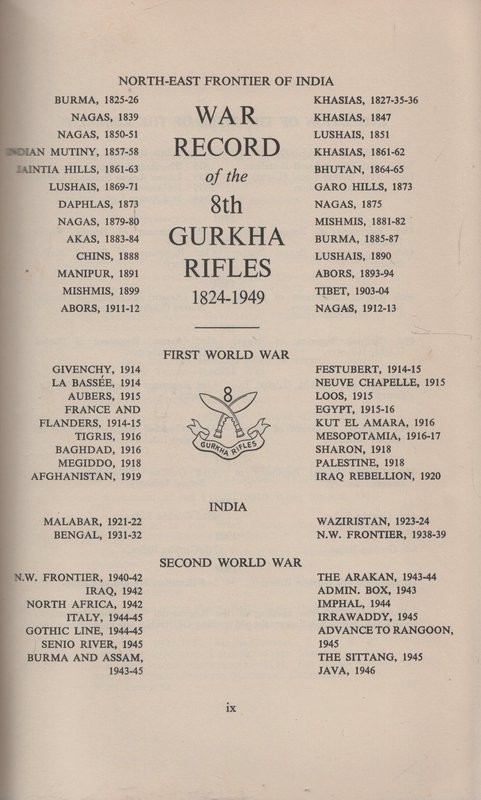 NORTH-EAST FRONTIER OF INDIA
BURMA, 1825-26
NAGAS, 1839
NAGAS, 1850-51
INDIAN MUTINY, 1857-58
JAINTIA HILLS, 1861-63
LUSHAIS, 1869-71
DAPHLAS, 1873
NAGAS, 1879-80
AKAS, 1883-84
CHINS, 1888
MANIPUR, 1891
MISHMIS, 1899
ABORS, 1911-12
WAR
RECORD
of the
8th
GURKHA
RIFLES
1824-1949
KHASIAS, 1827-35-36
KHASIAS, 1847
LUSHAIS, 1851
KHASIAS, 1861-62
BHUTAN, 1864-65
GARO HILLS, 1873
NAGAS, 1875
MISHMIS, 1881-82
BURMA, 1885-87
LUSHAIS, 1890
ABORS, 1893-94
TIBET, 1903-04
NAGAS, 1912-13
FIRST WORLD WAR
GIVENCHY, 1914
LA BASSÉE, 1914
AUBERS, 1915
FRANCE AND
FLANDERS, 1914-15
TIGRIS, 1916
BAGHDAD, 1916
MEGIDDO, 1918
AFGHANISTAN, 1919
8
GURKHA RIFLES
FESTUBERT, 1914-15
NEUVE CHAPELLE, 1915
LOOS, 1915
EGYPT, 1915-16
KUT EL AMARA, 1916
MESOPOTAMIA, 1916-17
SHARON, 1918
PALESTINE, 1918
IRAQ REBELLION, 1920
INDIA
MALABAR, 1921-22
BENGAL, 1931-32
WAZIRISTAN, 1923-24
N.W. FRONTIER, 1938-39
SECOND WORLD WAR
N.W. FRONTIER, 1940-42
IRAQ, 1942
NORTH AFRICA, 1942
ITALY, 1944-45
GOTHIC LINE, 1944-45
SENIO RIVER, 1945
BURMA AND ASSAM,
1943-45
THE ARAKAN, 1943-44
ADMIN. BOX, 1943
IMPHAL, 1944
IRRAWADDY, 1945
ADVANCE TO RANGOON,
1945
THE SITTANG, 1945
JAVA, 1946
ix